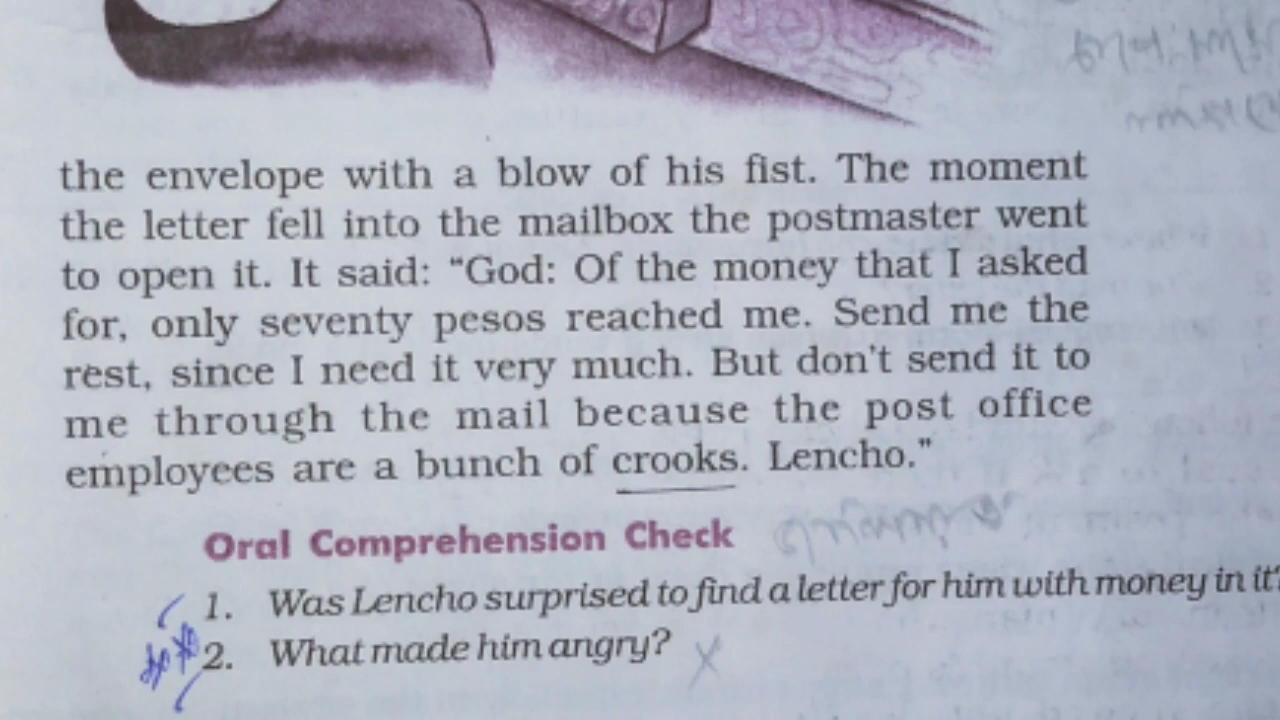 the envelope with a blow of his fist. The moment
the letter fell into the mailbox the postmaster went
to open it. It said: “God: Of the money that I asked
for, only seventy pesos reached me. Send me the
rest, since I need it very much. But don't send it to
me through the mail because the post office
employees are a bunch of crooks. Lencho.”
Oral Comprehension Check
1. Was Lencho surprised to find a letter for him with money in it?
2. What made him angry?